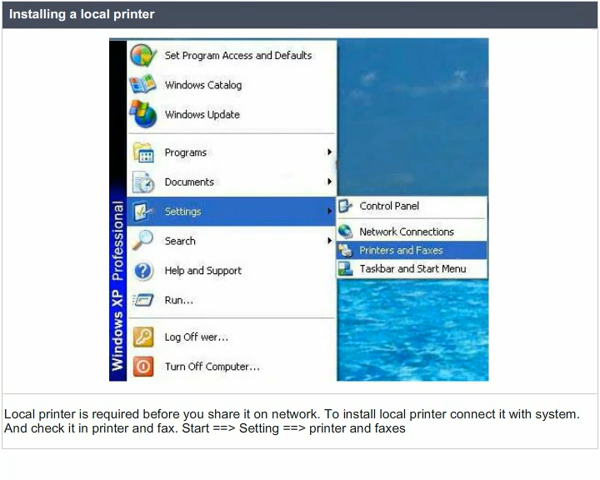 Installing a local printer
Set Program Access and Defaults
Windows Catalog
Windows Update
Programs
Documents
Settings
Search
Help and Support
Run...
Log Off wer...
Turn Off Computer...
Windows XP Professional
Control Panel
Network Connections
Printers and Faxes
Taskbar and Start Menu
Local printer is required before you share it on network. To install local printer connect it with system.
And check it in printer and fax. Start ==> Setting ==> printer and faxes